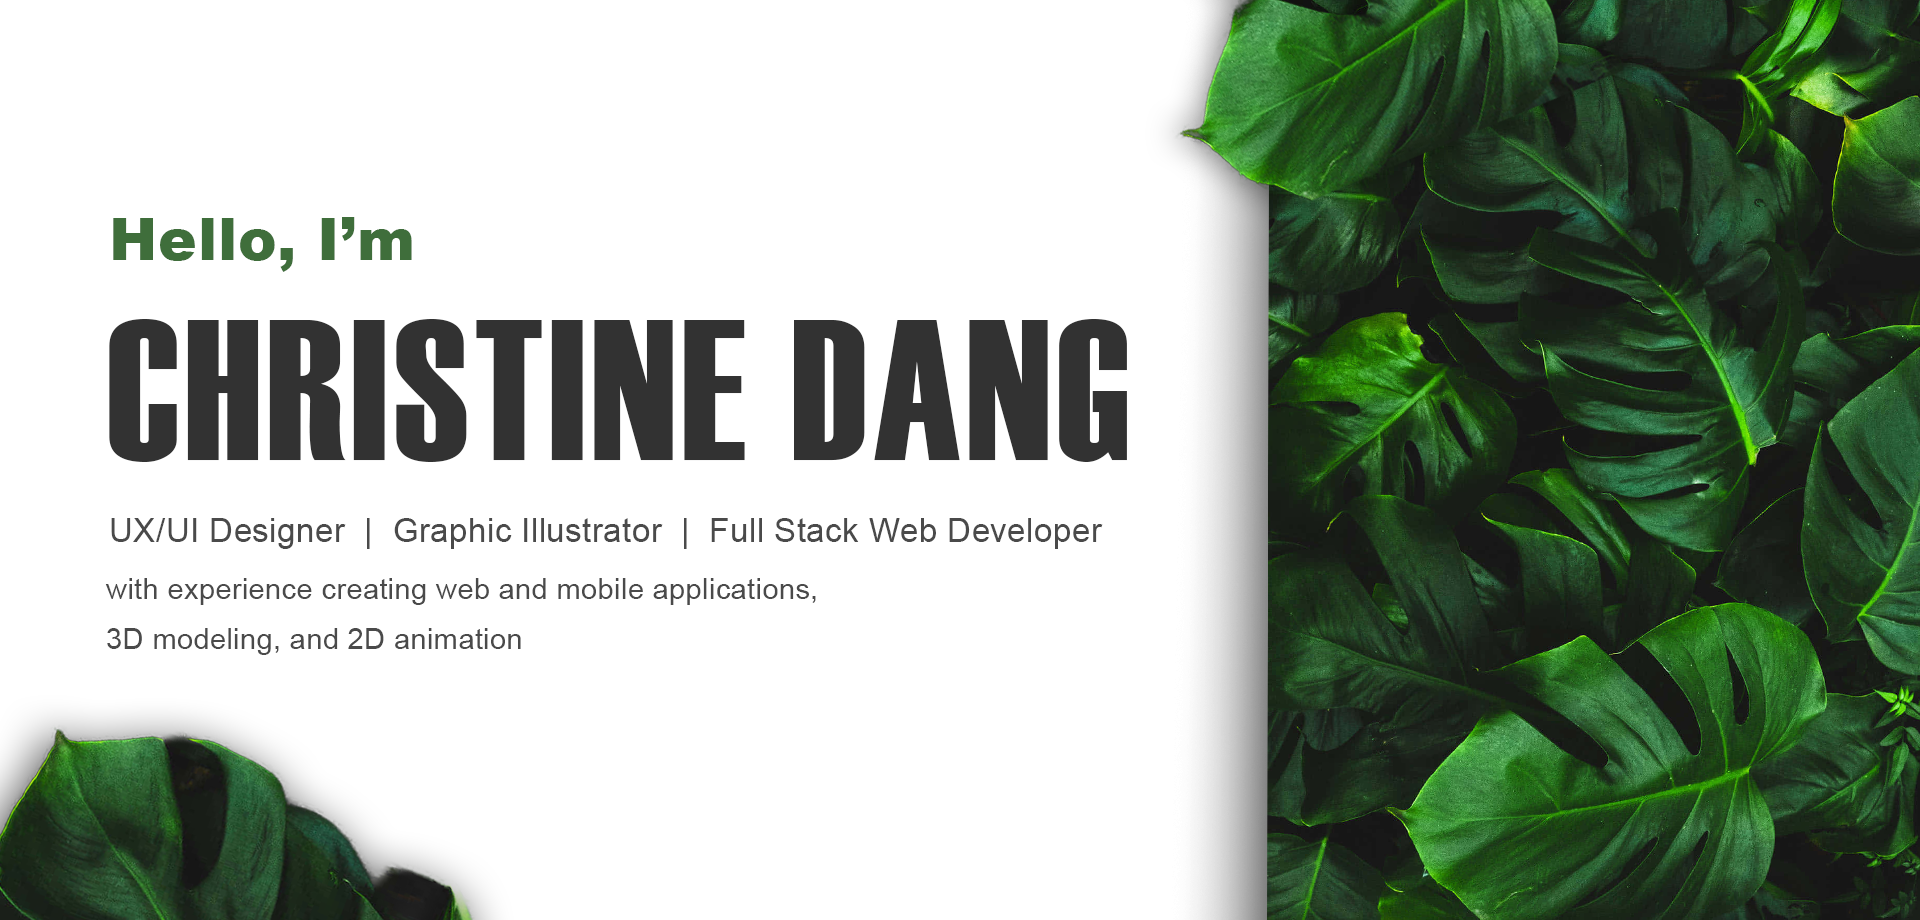 Hello, I’m
CHRISTINE DANG
UX/UI Designer | Graphic Illustrator | Full Stack Web Developer
with experience creating web and mobile applications,
3D modeling, and 2D animation